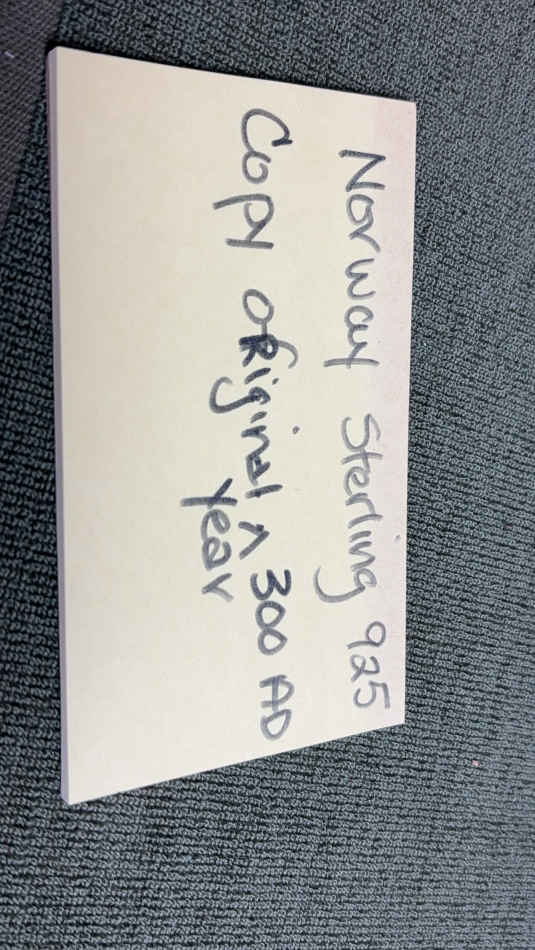 Norway Sterling 925
Copy original ^ 300 AD
year